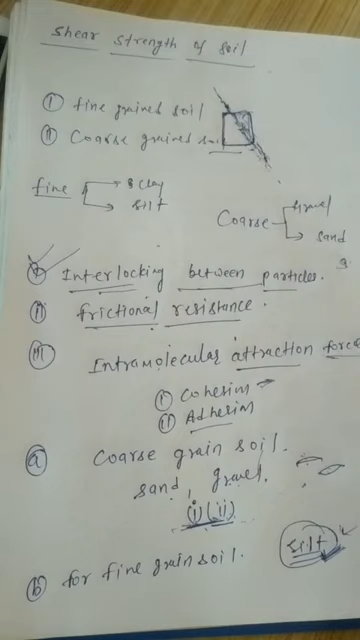 Shear Strength of Soil
(i) fine grained soil
(ii) Coarse grained soil
fine → clay
→ silt
Coarse gravel
→ sand
(i) Interlocking between particles.
(ii) frictional resistance.
(iii) Intramolecular attraction force
(i) Cohesion
(ii) Adhesion
(a) Coarse grain soil.
sand, gravel.
(i) (ii)
silt
(b) for fine grain soil.